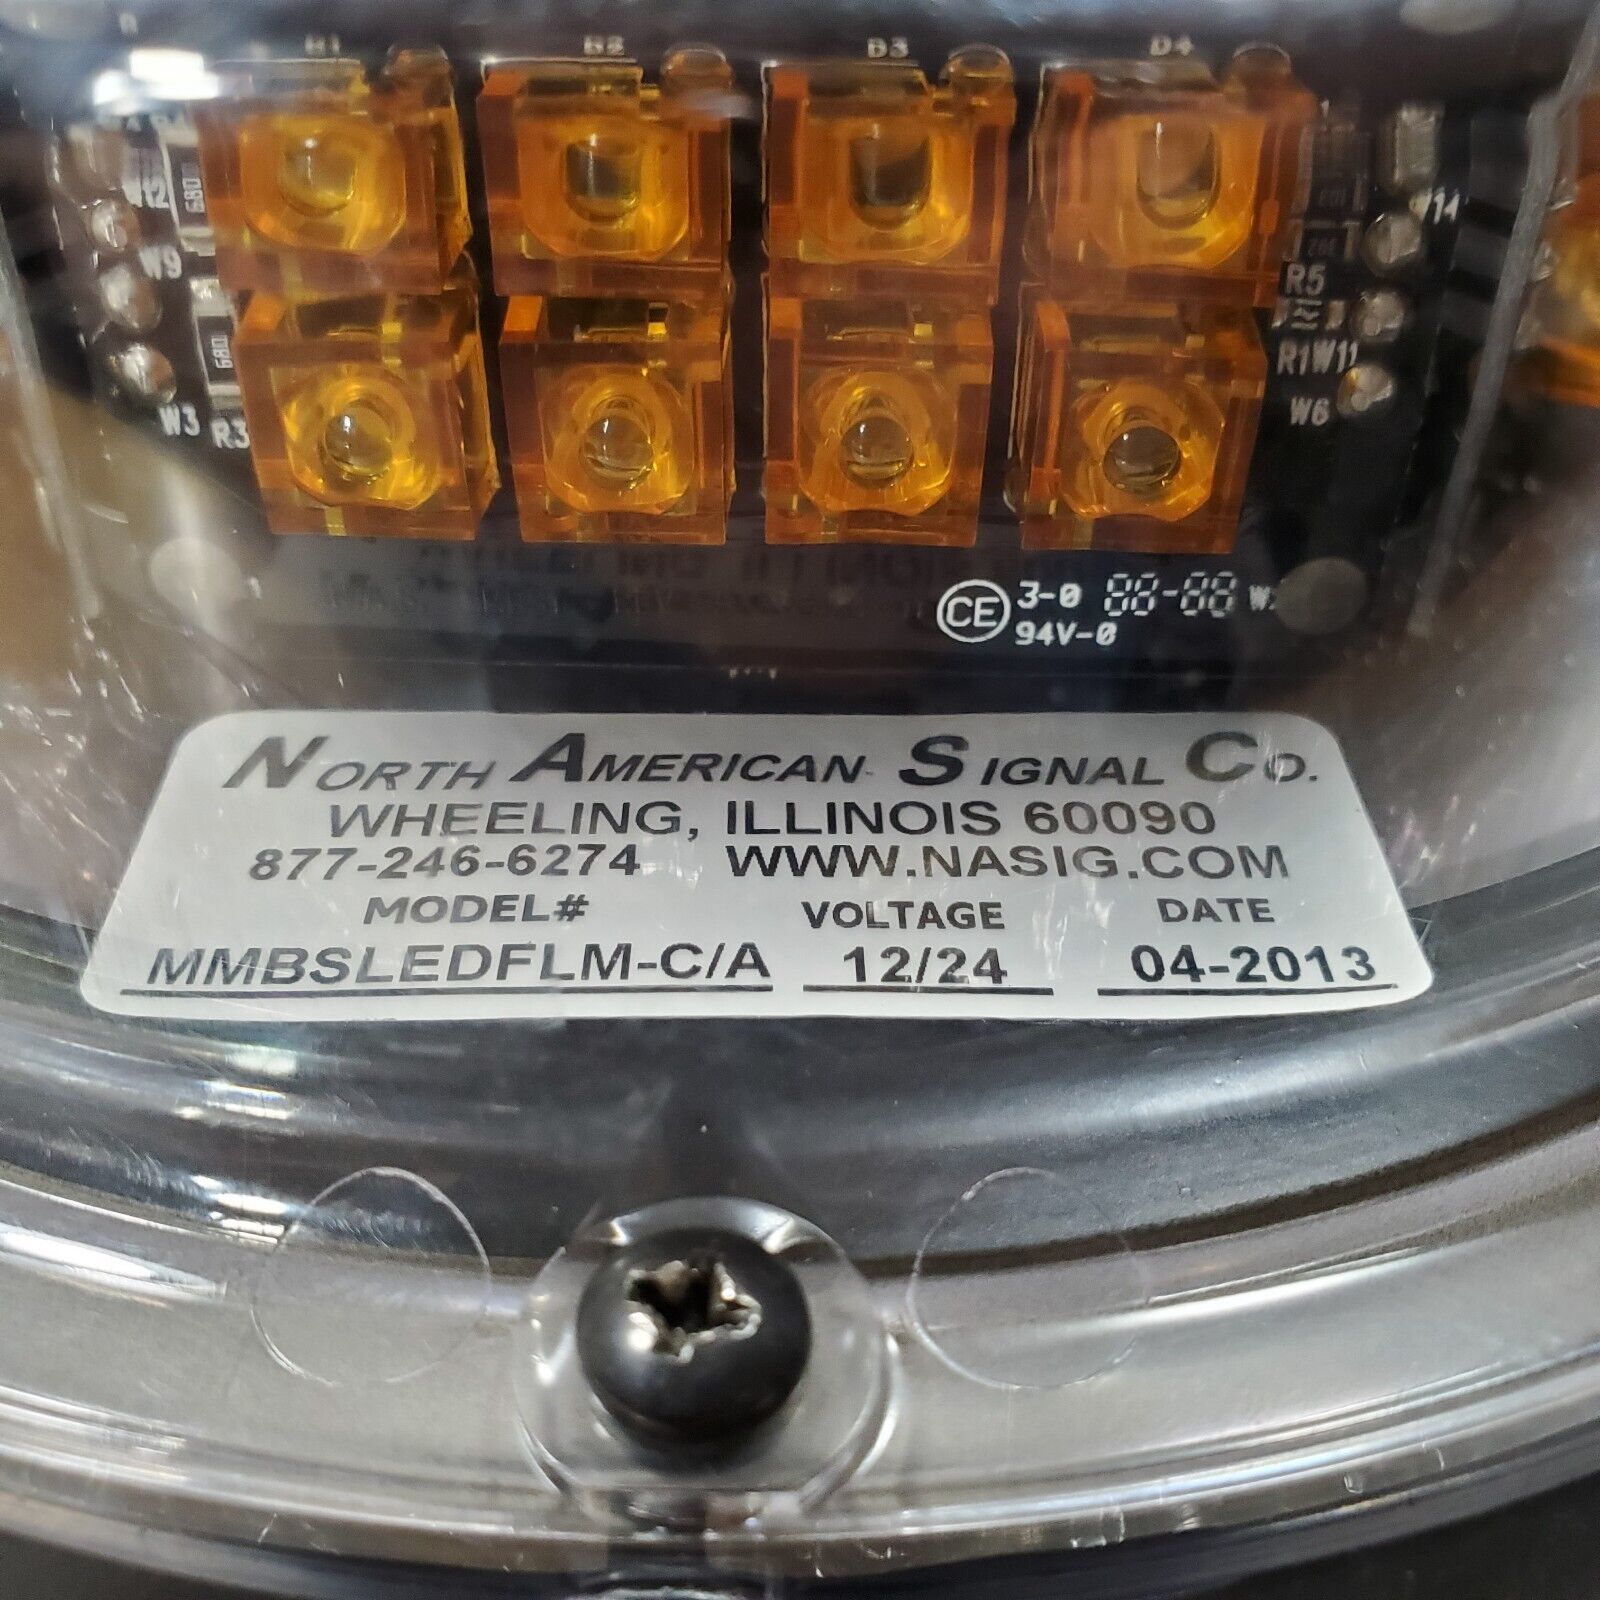 D2
D3
D4
W12
680
W14
W9
R5
680
R1W11
W3
R3
W6
CE
3-0 88-88
94V-0
NORTH AMERICAN SIGNAL CO.
WHEELING, ILLINOIS 60090
877-246-6274 WWW.NASIG.COM
MODEL# VOLTAGE DATE
MMBSLEDFLM-C/A 12/24 04-2013